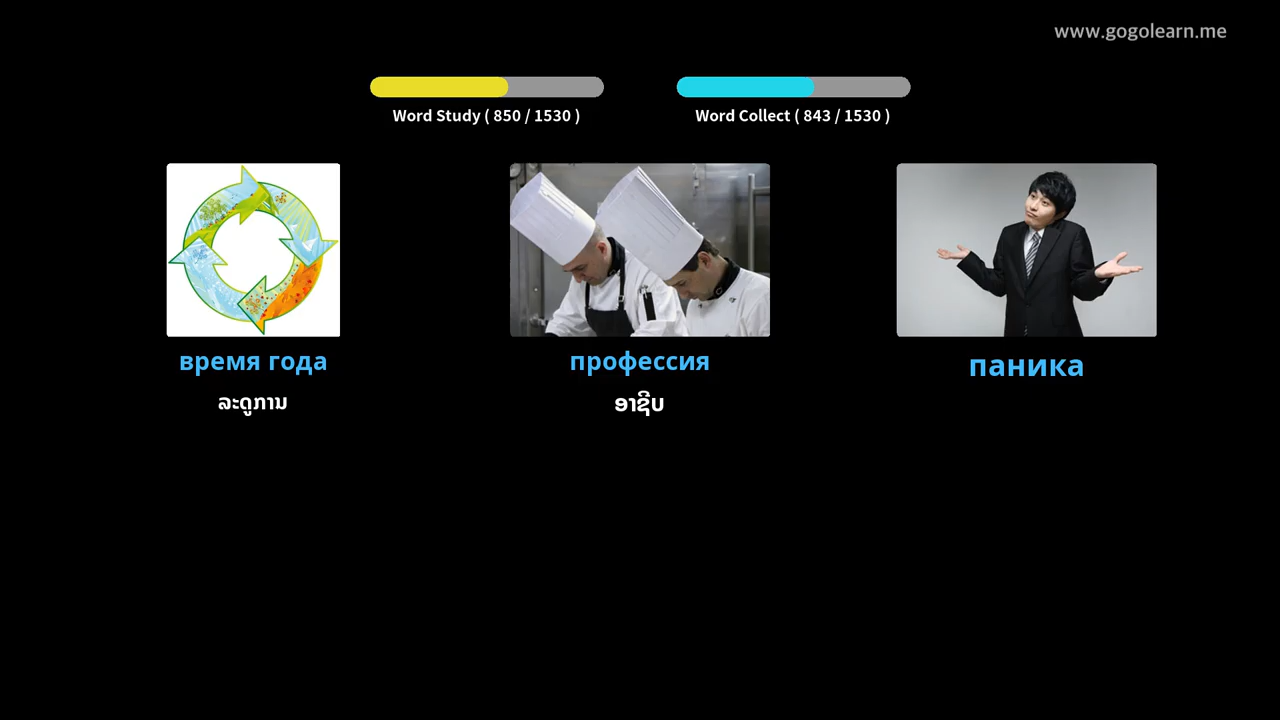 www.gogolearn.me
Word Study ( 850 / 1530 )
Word Collect ( 843 / 1530 )
время года
профессия
паника
ລະດູການ
ອາຊີບ